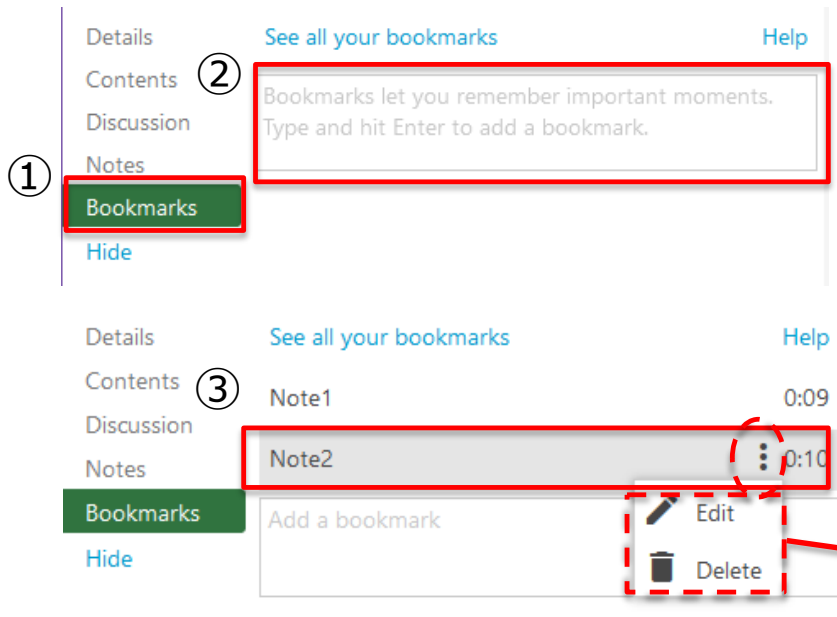 Details
See all your bookmarks Help
Contents
②
Bookmarks let you remember important moments.
Discussion
Type and hit Enter to add a bookmark.
Notes
①
Bookmarks
Hide
Details
See all your bookmarks Help
Contents
③
Note1 0:09
Discussion
Notes
Note2 0:10
Bookmarks
Add a bookmark
Edit
Hide
Delete